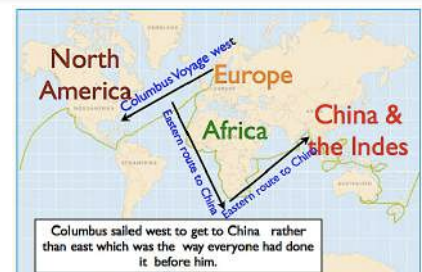 North
America
Columbus Voyage west
Europe
Africa
China &
the Indes
Eastern route to China
Eastern route to China
Columbus sailed west to get to China rather
than east which was the way everyone had done
it before him.